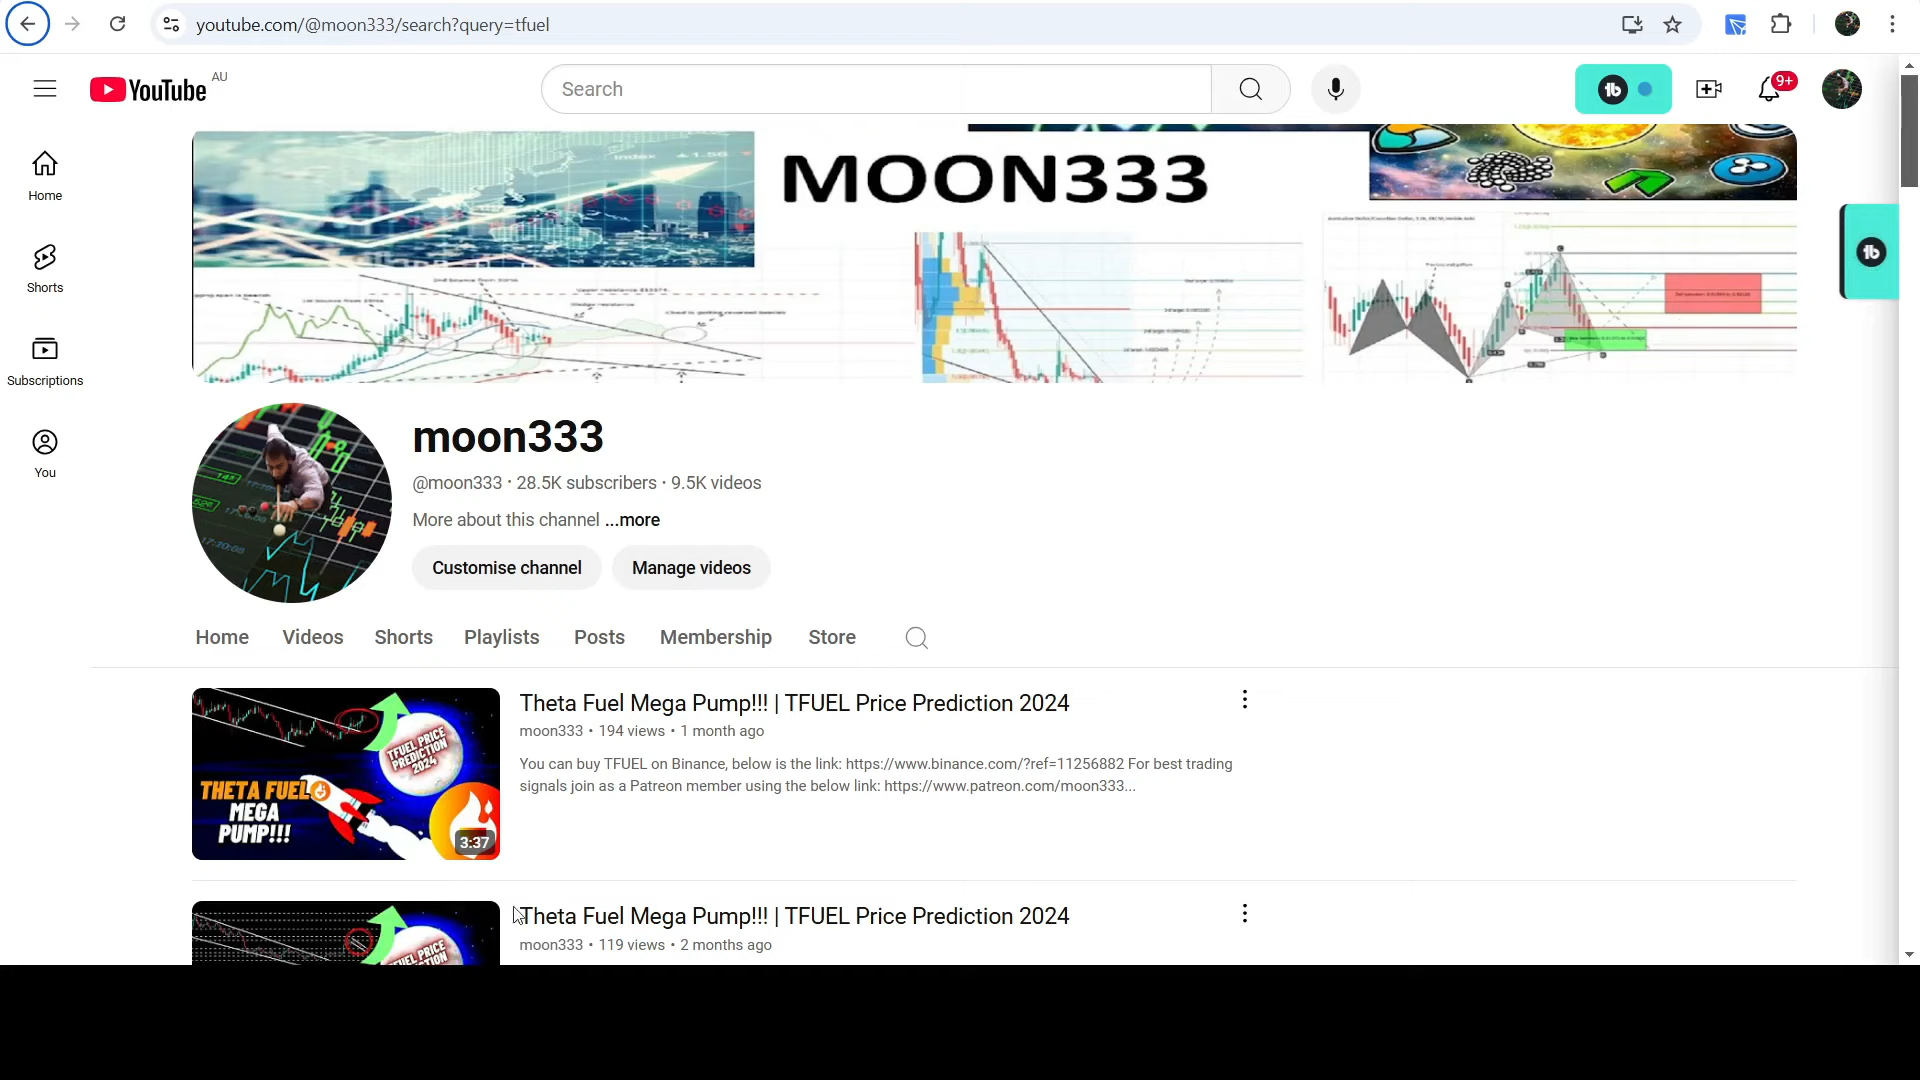 youtube.com/@moon333/search?query=tfuel
YouTube AU
Search
9+
Home
Shorts
Subscriptions
You
MOON333
moon333
@moon333 · 28.5K subscribers · 9.5K videos
More about this channel ...more
Customise channel
Manage videos
Home Videos Shorts Playlists Posts Membership Store
TFUEL PRICE
PREDICTION
2024
THETA FUEL
MEGA
PUMP!!!
3:37
Theta Fuel Mega Pump!!! | TFUEL Price Prediction 2024
moon333 • 194 views • 1 month ago
You can buy TFUEL on Binance, below is the link: https://www.binance.com/?ref=11256882 For best trading
signals join as a Patreon member using the below link: https://www.patreon.com/moon333...
Theta Fuel Mega Pump!!! | TFUEL Price Prediction 2024
moon333 • 119 views • 2 months ago